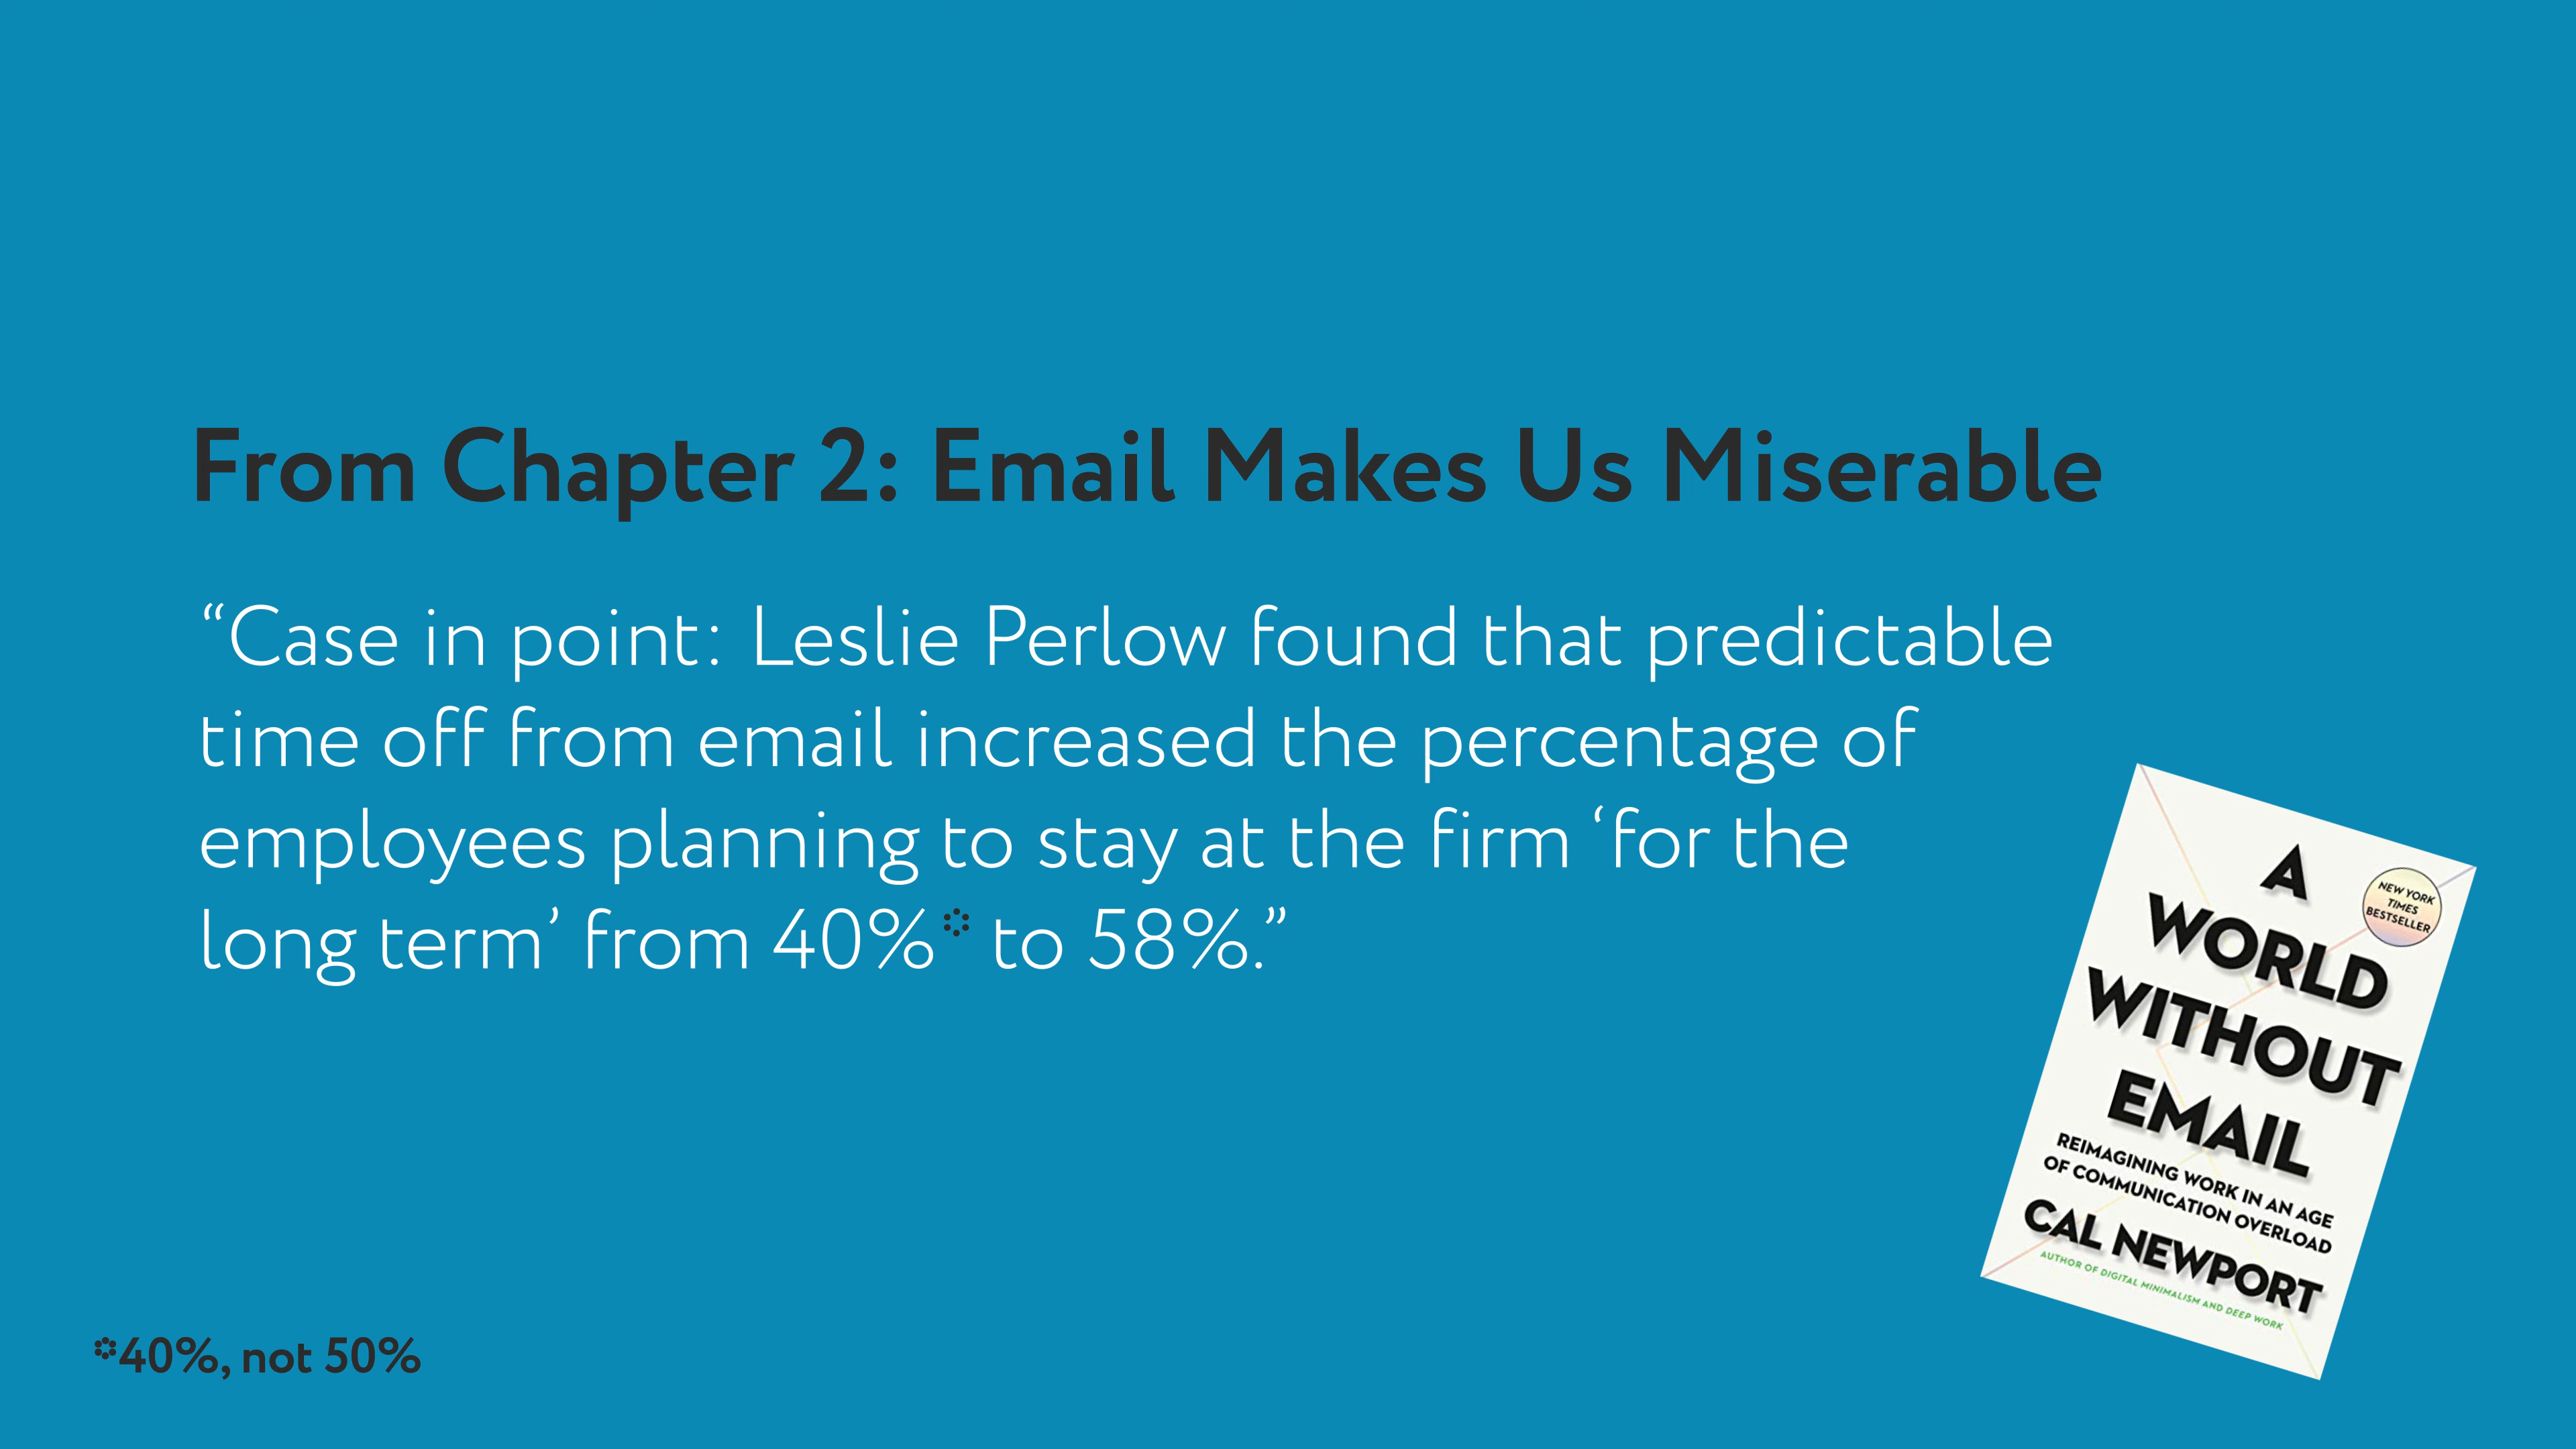 From Chapter 2: Email Makes Us Miserable
“Case in point: Leslie Perlow found that predictable
time off from email increased the percentage of
employees planning to stay at the firm ‘for the
long term’ from 40%* to 58%.”
A
WORLD
WITHOUT
EMAIL
NEW YORK
TIMES
BESTSELLER
REIMAGINING WORK IN AN AGE
OF COMMUNICATION OVERLOAD
CAL NEWPORT
AUTHOR OF DIGITAL MINIMALISM AND DEEP WORK
*40%, not 50%